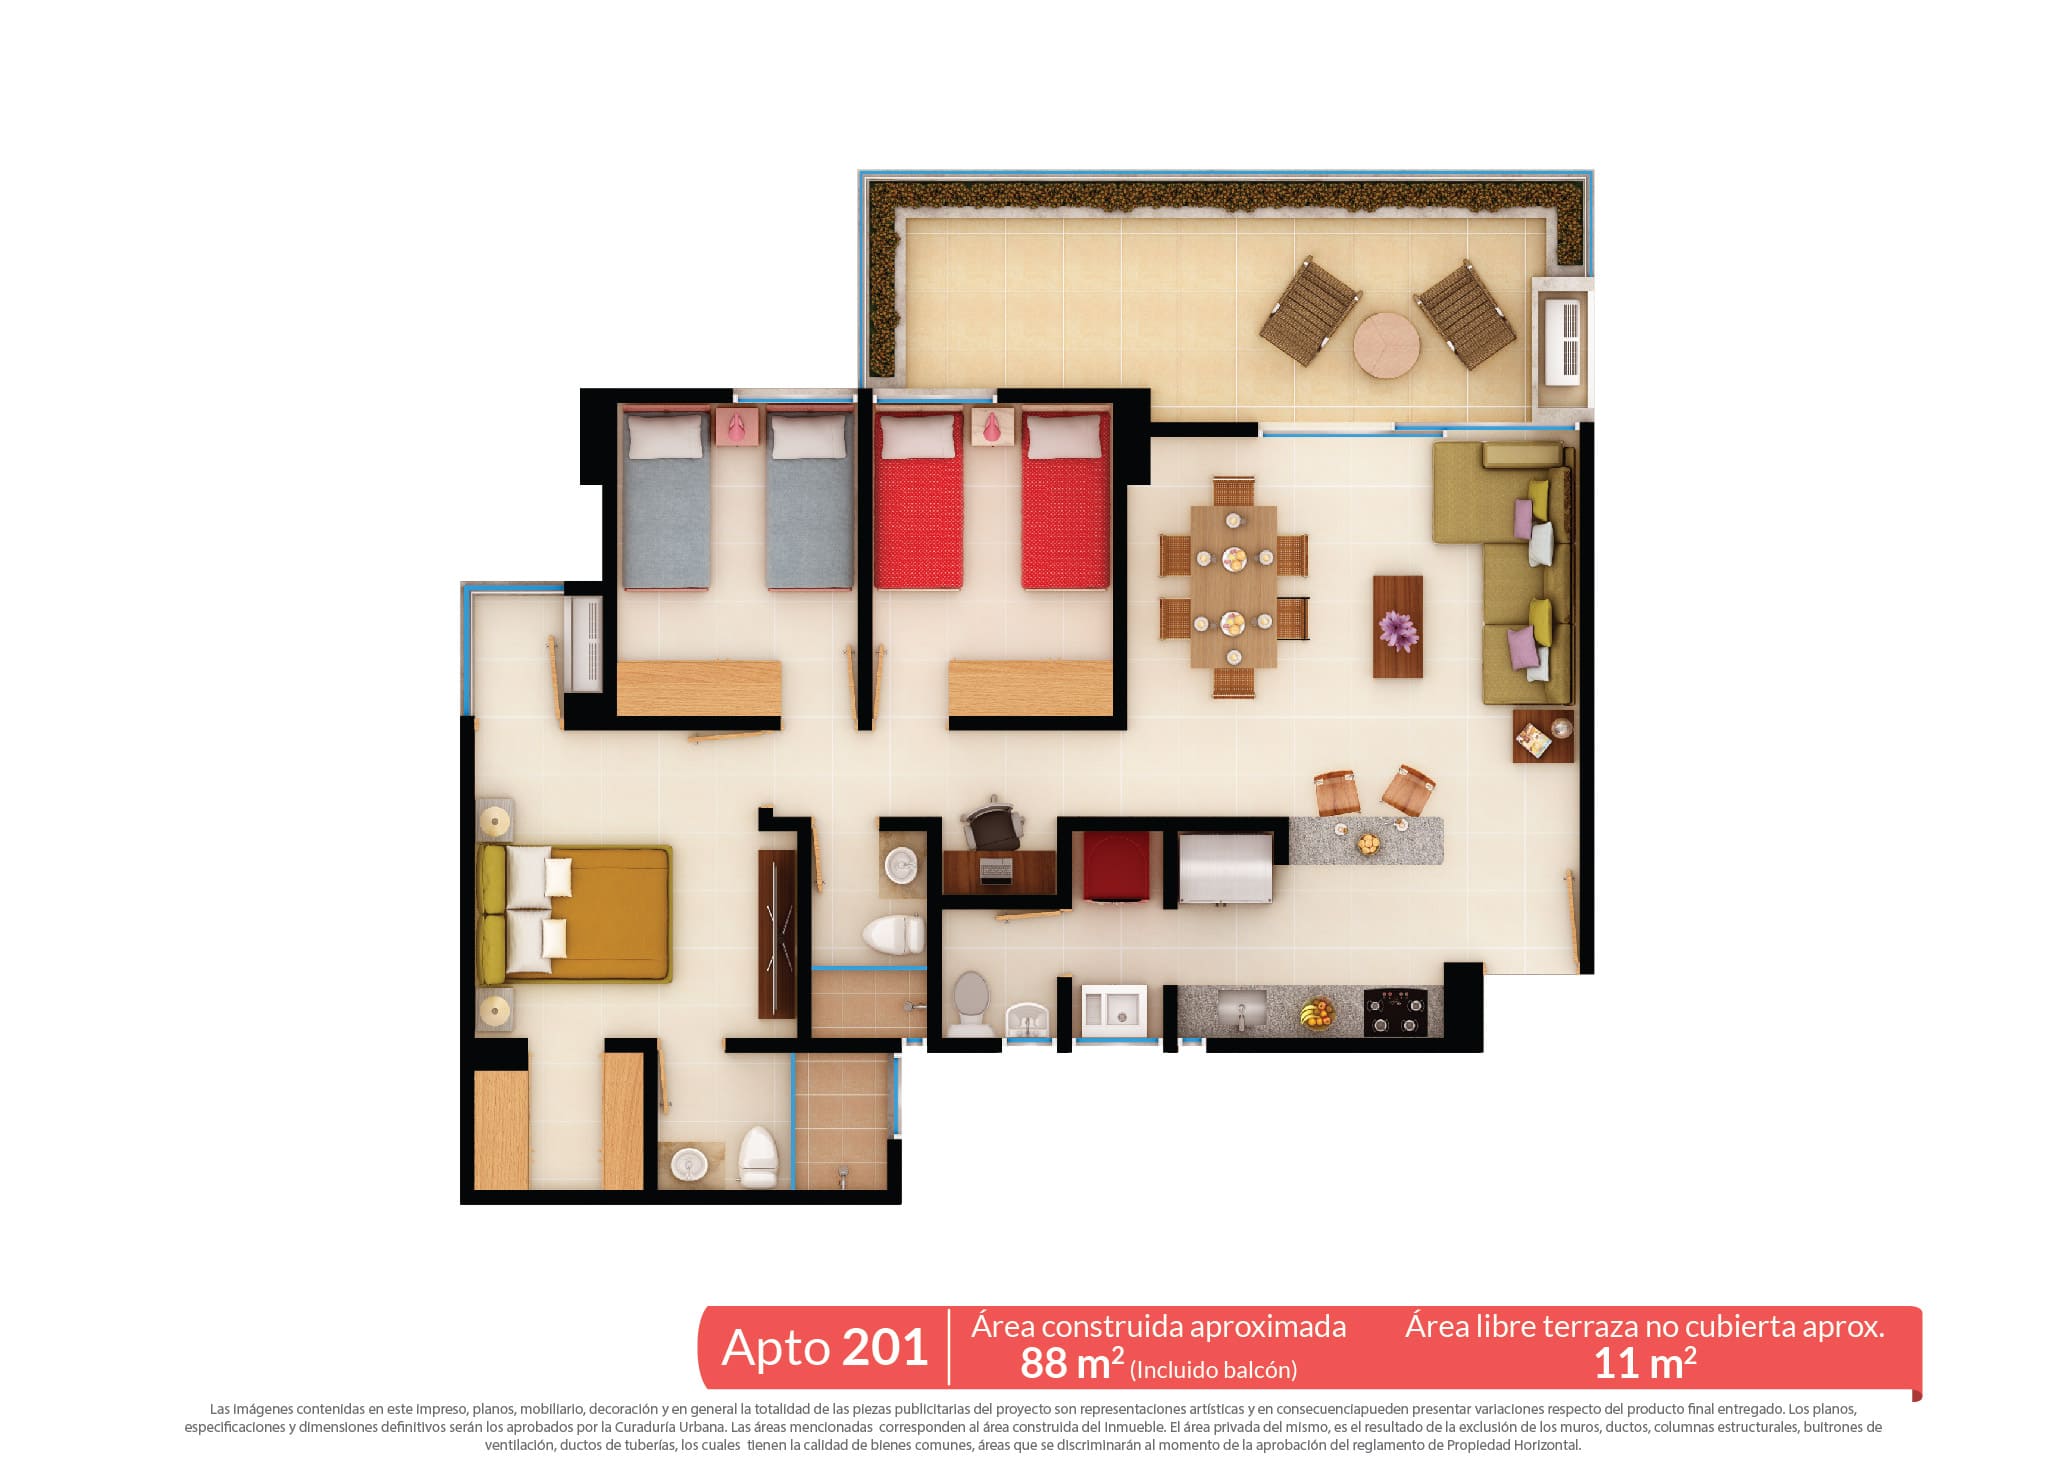 Apto 201
Área construida aproximada
88 m² (Incluido balcón)
Área libre terraza no cubierta aprox.
11 m²
Las imágenes contenidas en este impreso, planos, mobiliario, decoración y en general la totalidad de las piezas publicitarias del proyecto son representaciones artísticas y en consecuenciapueden presentar variaciones respecto del producto final entregado. Los planos,
especificaciones y dimensiones definitivos serán los aprobados por la Curaduría Urbana. Las áreas mencionadas corresponden al área construida del Inmueble. El área privada del mismo, es el resultado de la exclusión de los muros, ductos, columnas estructurales, buitrones de
ventilación, ductos de tuberías, los cuales tienen la calidad de bienes comunes, áreas que se discriminarán al momento de la aprobación del reglamento de Propiedad Horizontal.